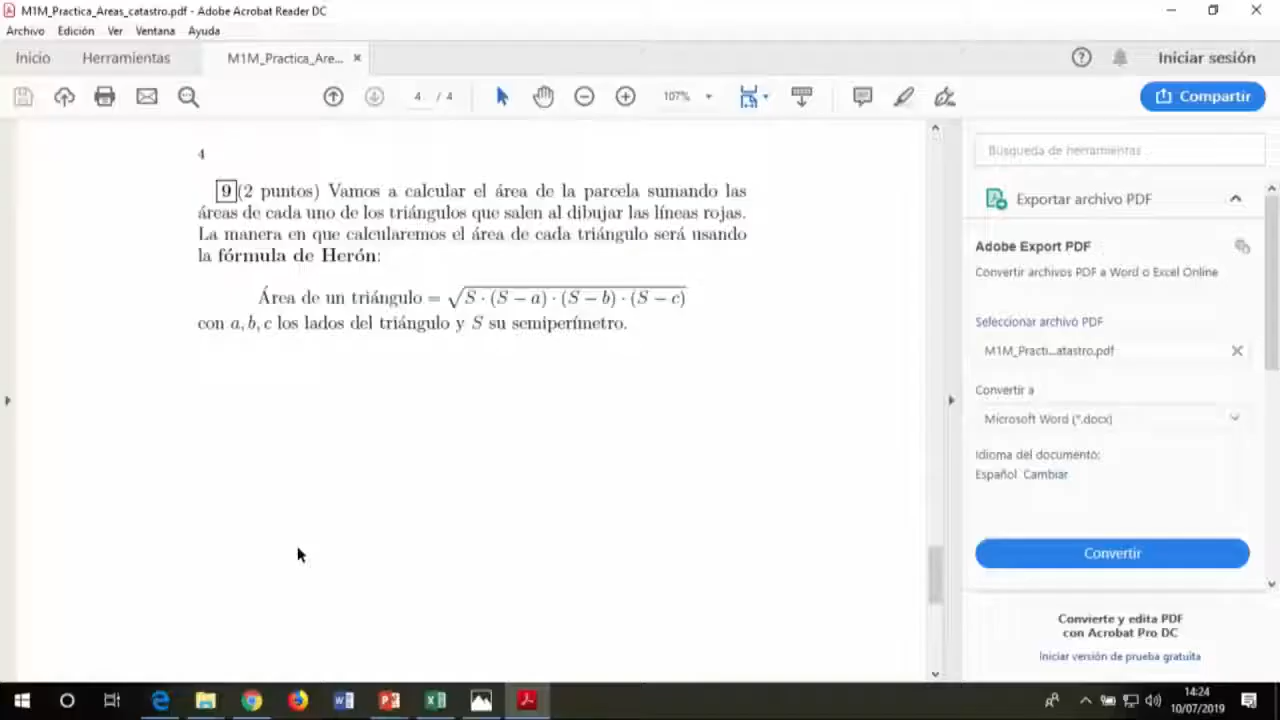 M1M_Practica_Areas_catastro.pdf - Adobe Acrobat Reader DC
Archivo Edición Ver Ventana Ayuda
Inicio Herramientas M1M_Practica_Are... Iniciar sesión
4 / 4 107% Compartir
4
9 (2 puntos) Vamos a calcular el área de la parcela sumando las
áreas de cada uno de los triángulos que salen al dibujar las líneas rojas.
La manera en que calcularemos el área de cada triángulo será usando
la fórmula de Herón:
Área de un triángulo = √S · (S − a) · (S − b) · (S − c)
con a, b, c los lados del triángulo y S su semiperímetro.
Búsqueda de herramientas
Exportar archivo PDF
Adobe Export PDF
Convertir archivos PDF a Word o Excel Online
Seleccionar archivo PDF
M1M_Practi...atastro.pdf
Convertir a
Microsoft Word (*.docx)
Idioma del documento:
Español Cambiar
Convertir
Convierte y edita PDF
con Acrobat Pro DC
Iniciar versión de prueba gratuita
14:24
10/07/2019